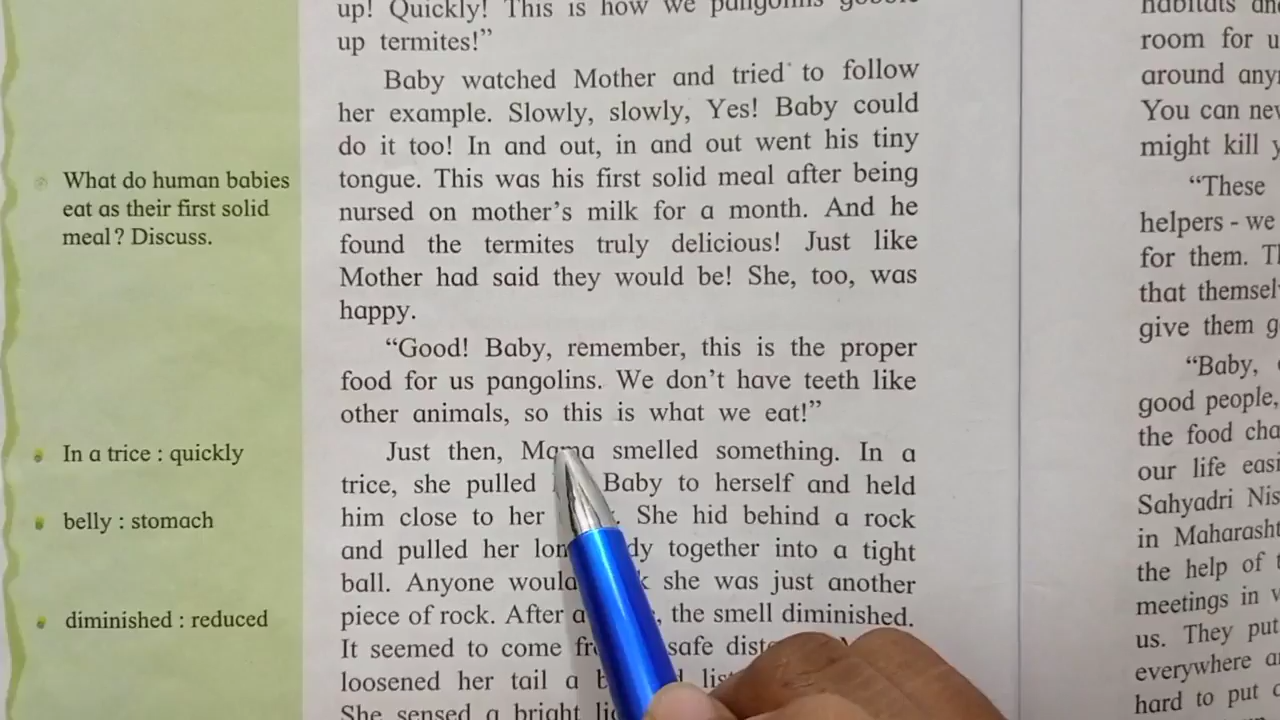 up! Quickly! This is how we pangolins gobble
up termites!”
Baby watched Mother and tried to follow
her example. Slowly, slowly, Yes! Baby could
do it too! In and out, in and out went his tiny
tongue. This was his first solid meal after being
nursed on mother’s milk for a month. And he
found the termites truly delicious! Just like
Mother had said they would be! She, too, was
happy.
“Good! Baby, remember, this is the proper
food for us pangolins. We don’t have teeth like
other animals, so this is what we eat!”
Just then, Mama smelled something. In a
trice, she pulled Baby to herself and held
him close to her . She hid behind a rock
and pulled her together into a tight
ball. Anyone she was just another
piece of rock. After a , the smell diminished.
It seemed to come safe
loosened her tail a
She sensed a bright
What do human babies
eat as their first solid
meal? Discuss.
In a trice : quickly
belly : stomach
diminished : reduced
habitats
room for
around
You can
might kill
“These
helpers - we
for them.
that
give them
“Baby,
good people,
the food
our life
Sahyadri
in
the help of
meetings in
us. They put
everywhere
hard to put